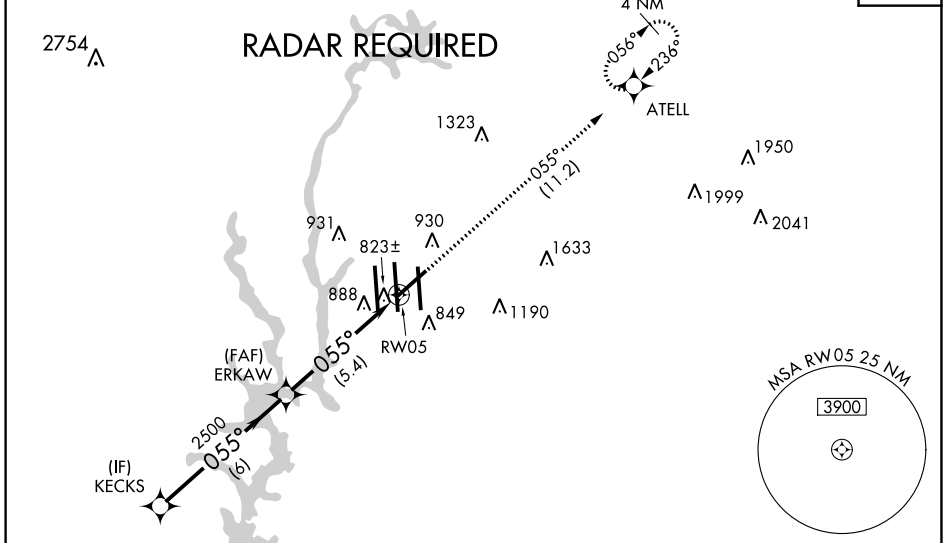 4 NM
2754
RADAR REQUIRED
056°
236°
ATELL
1323
055°
(11.2)
1950
1999
2041
931
930
823±
1633
888
849
1190
RW05
(FAF)
ERKAW
055°
(5.4)
2500
055°
(6)
(IF)
KECKS
MSA RW05 25 NM
3900